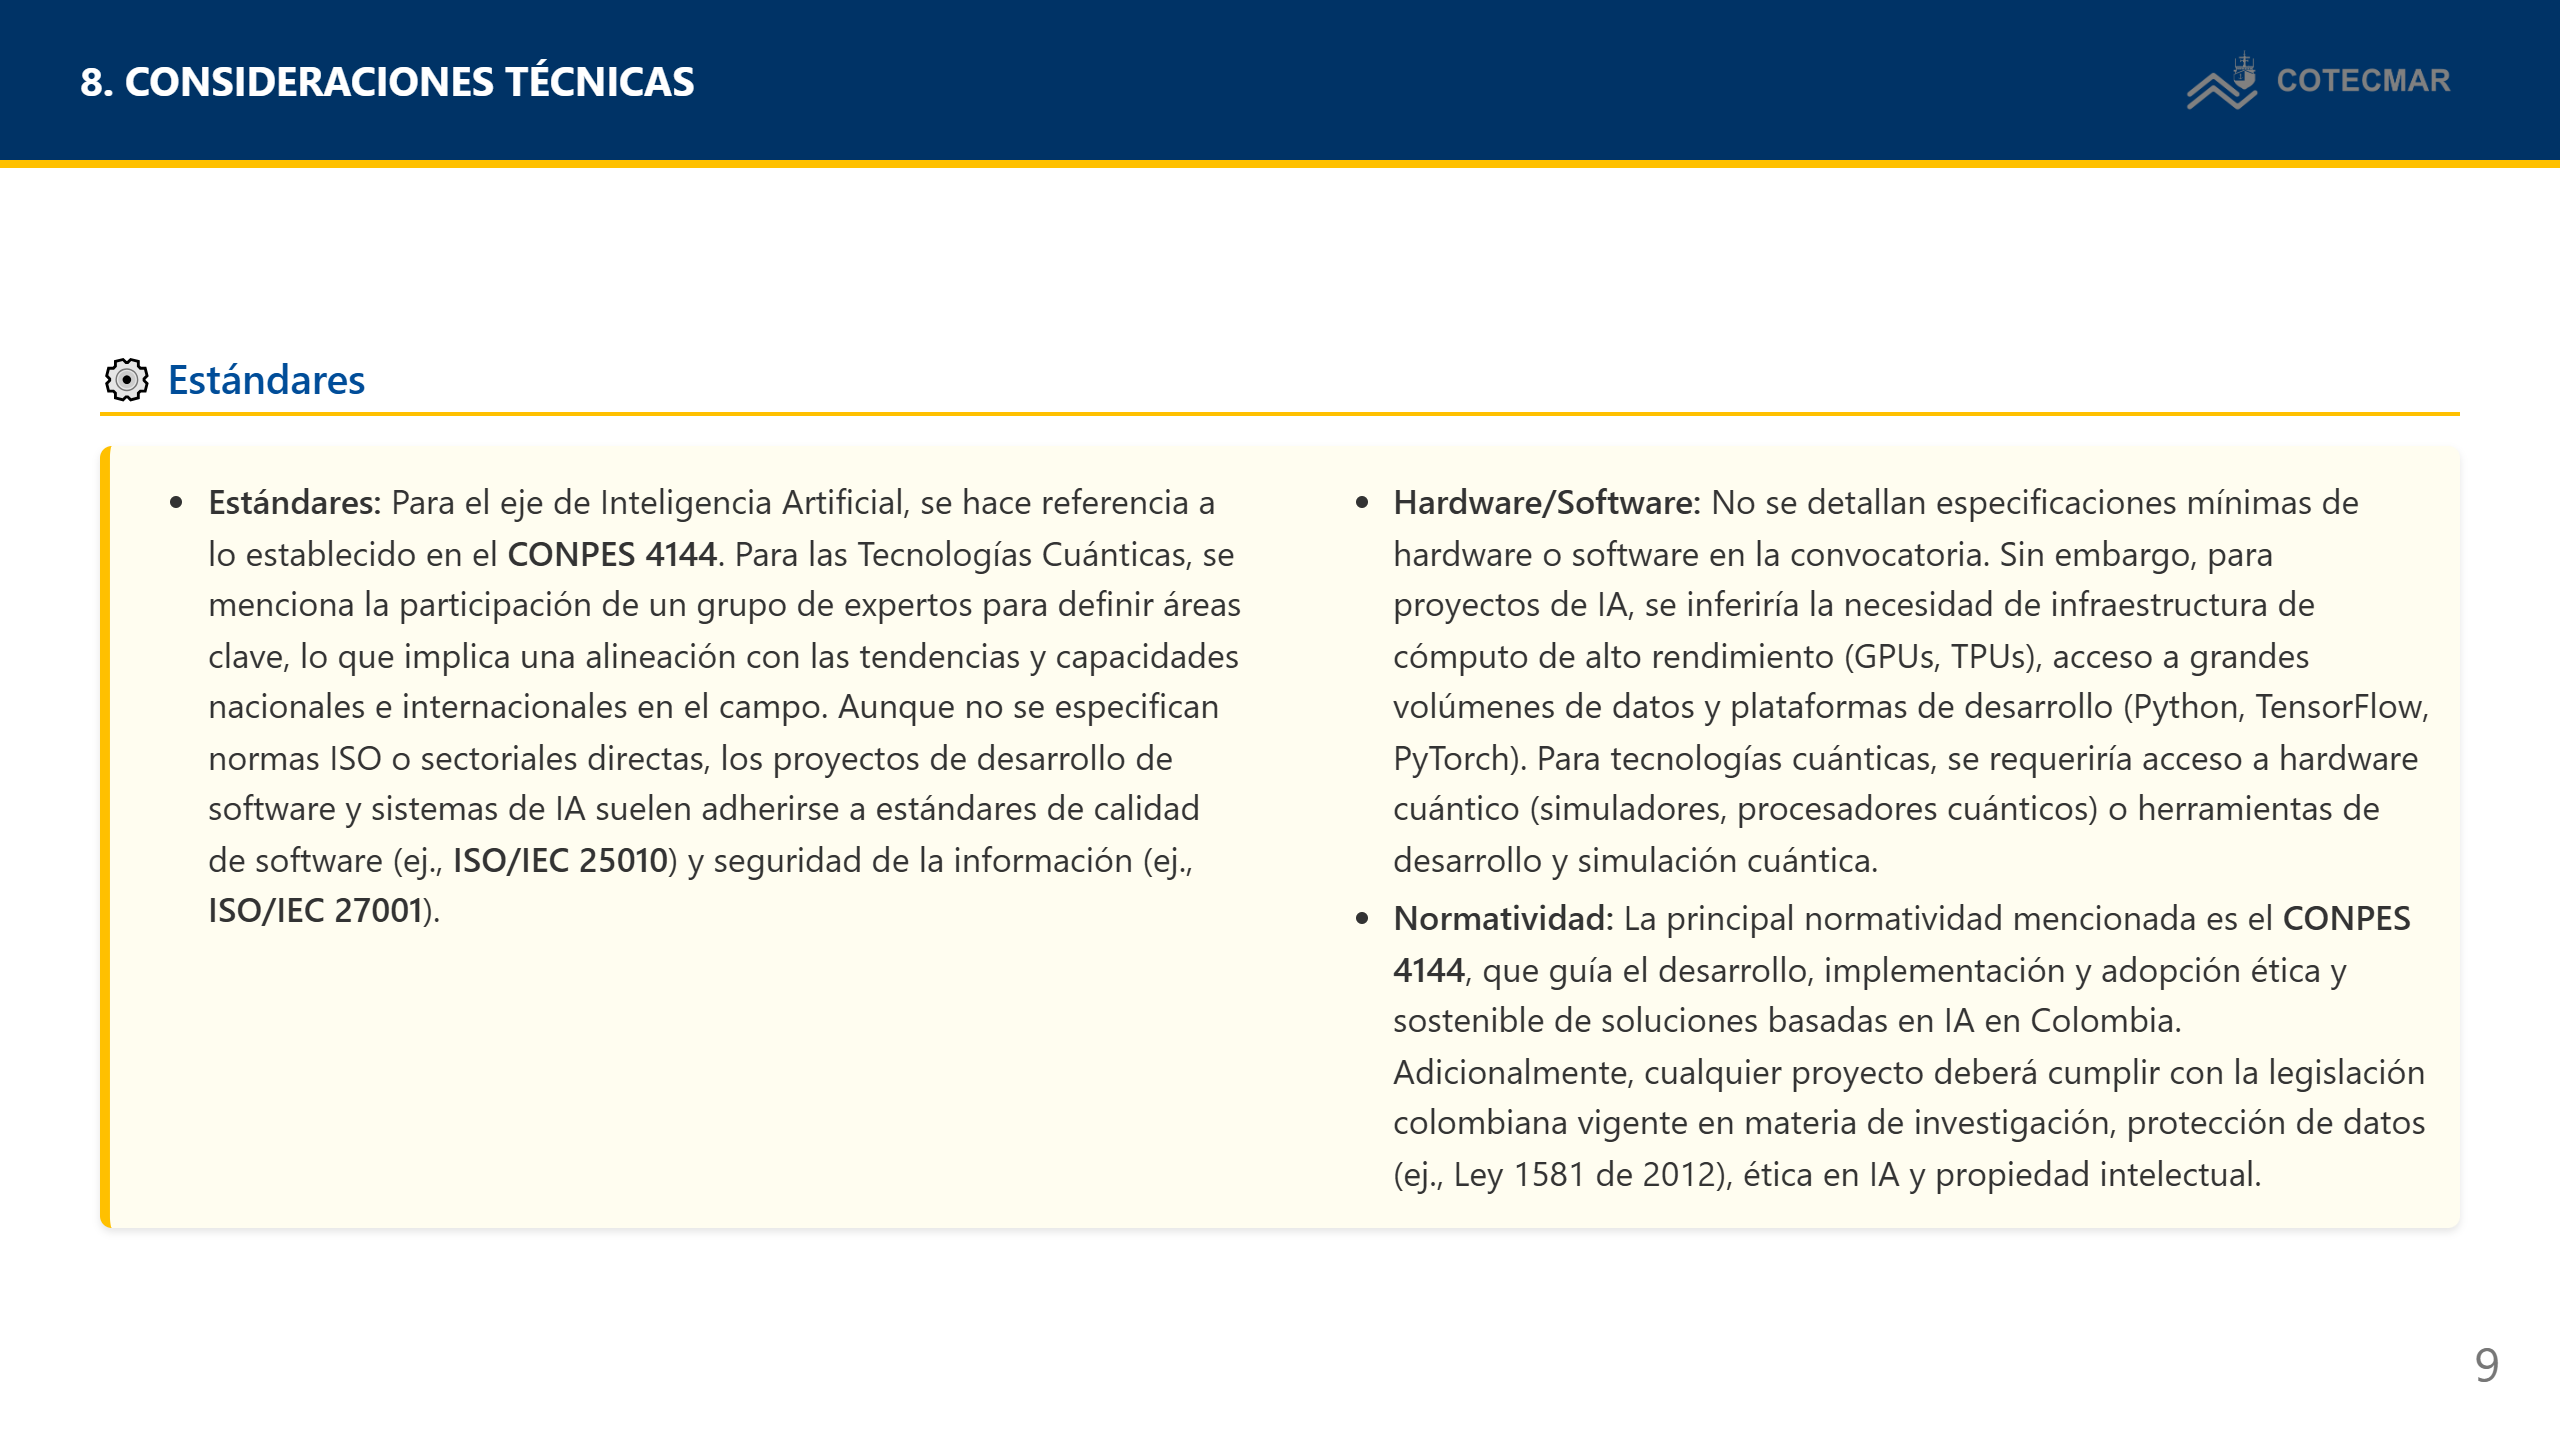 8. CONSIDERACIONES TÉCNICAS
COTECMAR
Estándares
• Estándares: Para el eje de Inteligencia Artificial, se hace referencia a
lo establecido en el CONPES 4144. Para las Tecnologías Cuánticas, se
menciona la participación de un grupo de expertos para definir áreas
clave, lo que implica una alineación con las tendencias y capacidades
nacionales e internacionales en el campo. Aunque no se especifican
normas ISO o sectoriales directas, los proyectos de desarrollo de
software y sistemas de IA suelen adherirse a estándares de calidad
de software (ej., ISO/IEC 25010) y seguridad de la información (ej.,
ISO/IEC 27001).
• Hardware/Software: No se detallan especificaciones mínimas de
hardware o software en la convocatoria. Sin embargo, para
proyectos de IA, se inferiría la necesidad de infraestructura de
cómputo de alto rendimiento (GPUs, TPUs), acceso a grandes
volúmenes de datos y plataformas de desarrollo (Python, TensorFlow,
PyTorch). Para tecnologías cuánticas, se requeriría acceso a hardware
cuántico (simuladores, procesadores cuánticos) o herramientas de
desarrollo y simulación cuántica.
• Normatividad: La principal normatividad mencionada es el CONPES
4144, que guía el desarrollo, implementación y adopción ética y
sostenible de soluciones basadas en IA en Colombia.
Adicionalmente, cualquier proyecto deberá cumplir con la legislación
colombiana vigente en materia de investigación, protección de datos
(ej., Ley 1581 de 2012), ética en IA y propiedad intelectual.
9